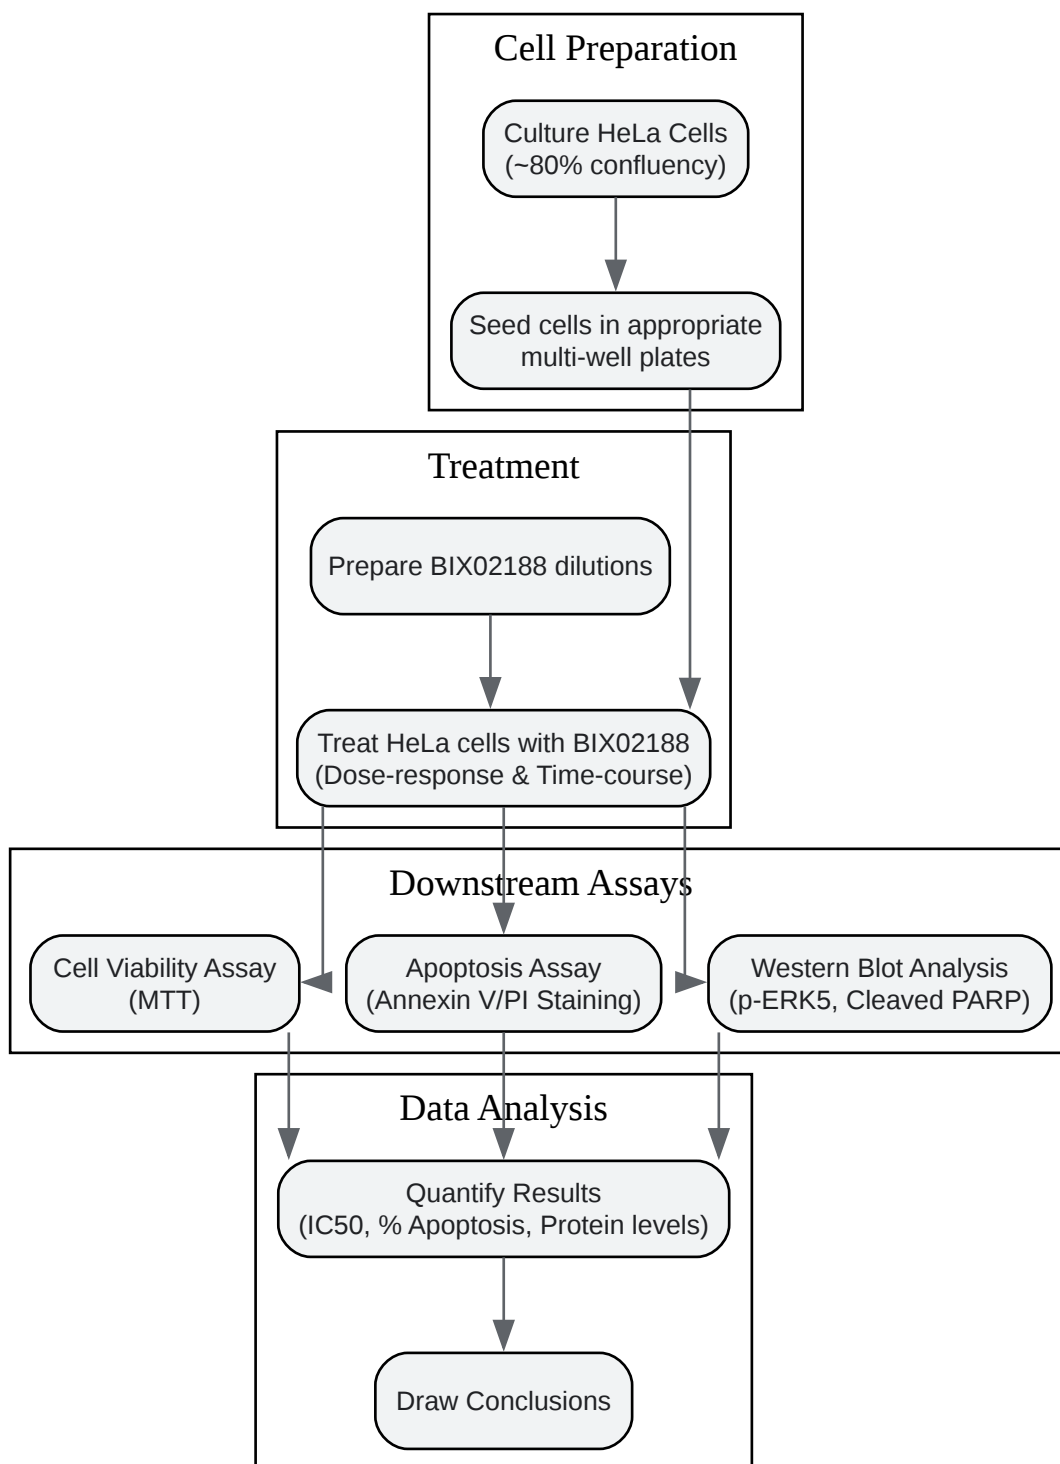 Cell Preparation
Culture HeLa Cells
(~80% confluency)
Seed cells in appropriate
multi-well plates
Treatment
Prepare BIX02188 dilutions
Treat HeLa cells with BIX02188
(Dose-response & Time-course)
Downstream Assays
Cell Viability Assay
(MTT)
Apoptosis Assay
(Annexin V/PI Staining)
Western Blot Analysis
(p-ERK5, Cleaved PARP)
Data Analysis
Quantify Results
(IC50, % Apoptosis, Protein levels)
Draw Conclusions